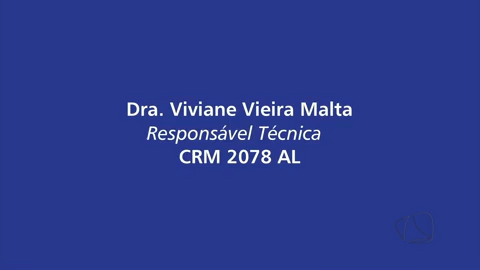 Dra. Viviane Vieira Malta
Responsável Técnica
CRM 2078 AL